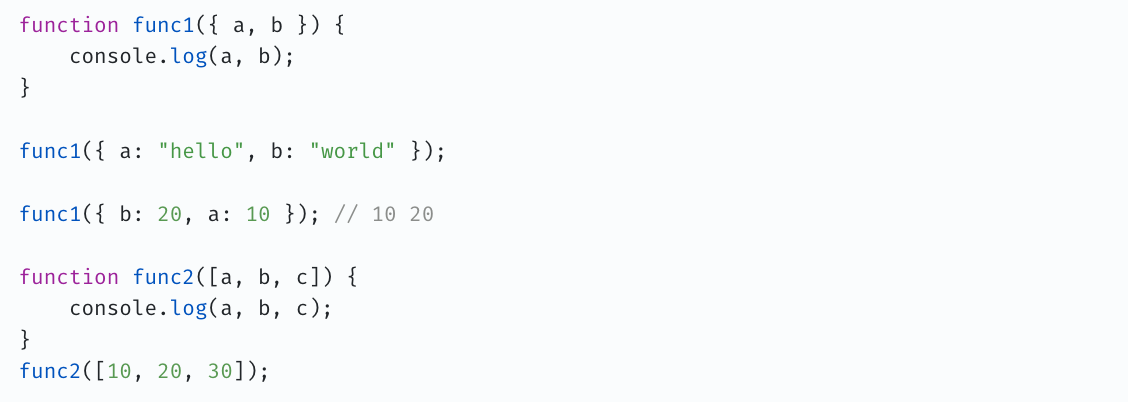 function func1({ a, b }) {
    console.log(a, b);
}

func1({ a: "hello", b: "world" });

func1({ b: 20, a: 10 }); // 10 20

function func2([a, b, c]) {
    console.log(a, b, c);
}
func2([10, 20, 30]);